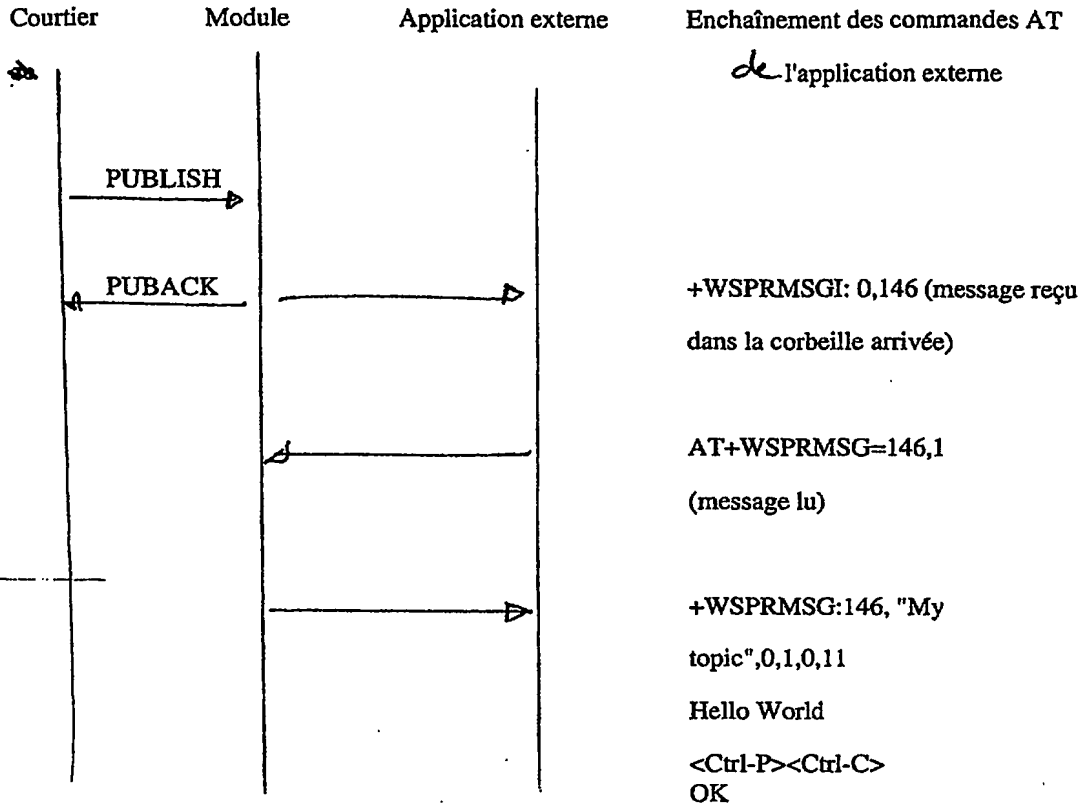 Courtier Module Application externe Enchaînement des commandes AT
de l'application externe
PUBLISH
PUBACK +WSPRMSGI: 0,146 (message reçu
dans la corbeille arrivée)
AT+WSPRMSG=146,1
(message lu)
+WSPRMSG:146, "My
topic",0,1,0,11
Hello World
<Ctrl-P><Ctrl-C>
OK